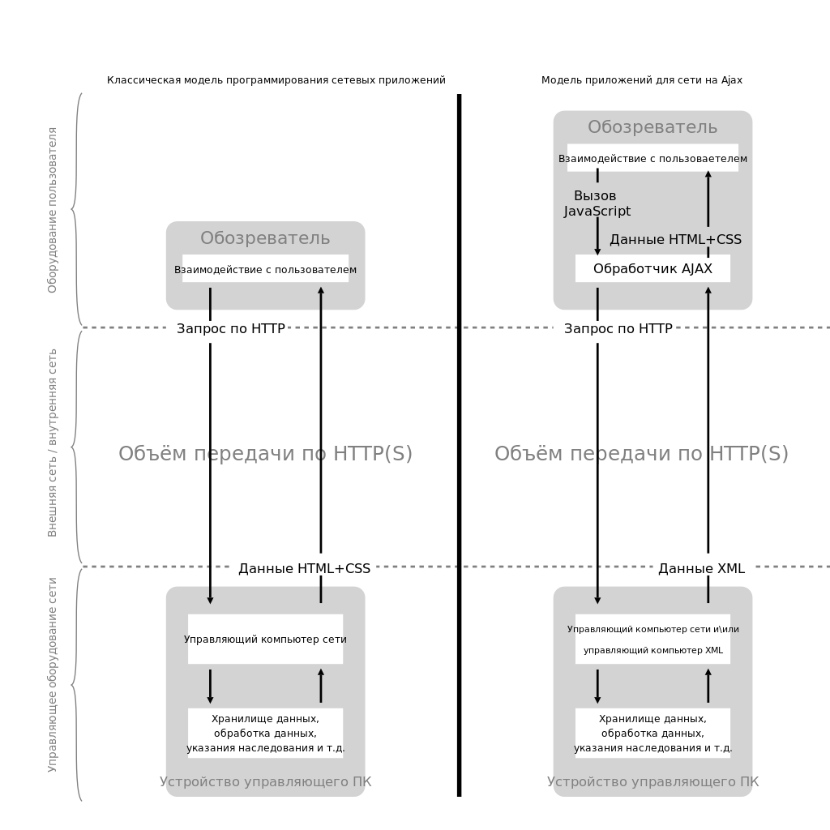 Классическая модель программирования сетевых приложений
Модель приложений для сети на Ajax
Оборудование пользователя
Внешняя сеть / внутренняя сеть
Управляющее оборудование сети
Обозреватель
Взаимодействие с пользователем
Запрос по HTTP
Объём передачи по HTTP(S)
Данные HTML+CSS
Управляющий компьютер сети
Хранилище данных,
обработка данных,
указания наследования и т.д.
Устройство управляющего ПК
Обозреватель
Взаимодействие с пользоваетелем
Вызов
JavaScript
Данные HTML+CSS
Обработчик AJAX
Запрос по HTTP
Объём передачи по HTTP(S)
Данные XML
Управляющий компьютер сети и\или
управляющий компьютер XML
Хранилище данных,
обработка данных,
указания наследования и т.д.
Устройство управляющего ПК